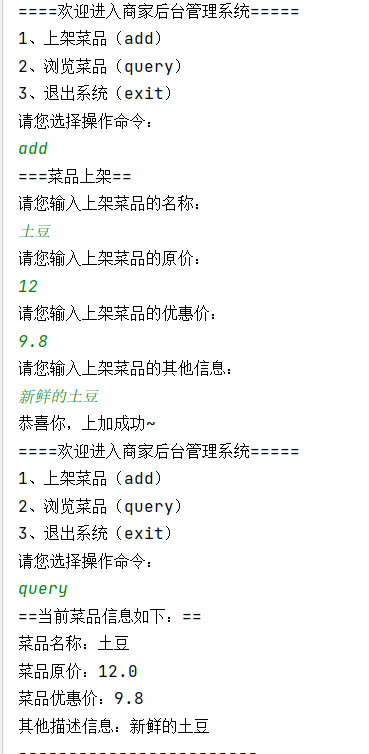 ====欢迎进入商家后台管理系统=====
1、上架菜品（add）
2、浏览菜品（query）
3、退出系统（exit）
请您选择操作命令：
add
===菜品上架==
请您输入上架菜品的名称：
土豆
请您输入上架菜品的原价：
12
请您输入上架菜品的优惠价：
9.8
请您输入上架菜品的其他信息：
新鲜的土豆
恭喜你，上加成功~
====欢迎进入商家后台管理系统=====
1、上架菜品（add）
2、浏览菜品（query）
3、退出系统（exit）
请您选择操作命令：
query
==当前菜品信息如下：==
菜品名称：土豆
菜品原价：12.0
菜品优惠价：9.8
其他描述信息：新鲜的土豆
------------------------